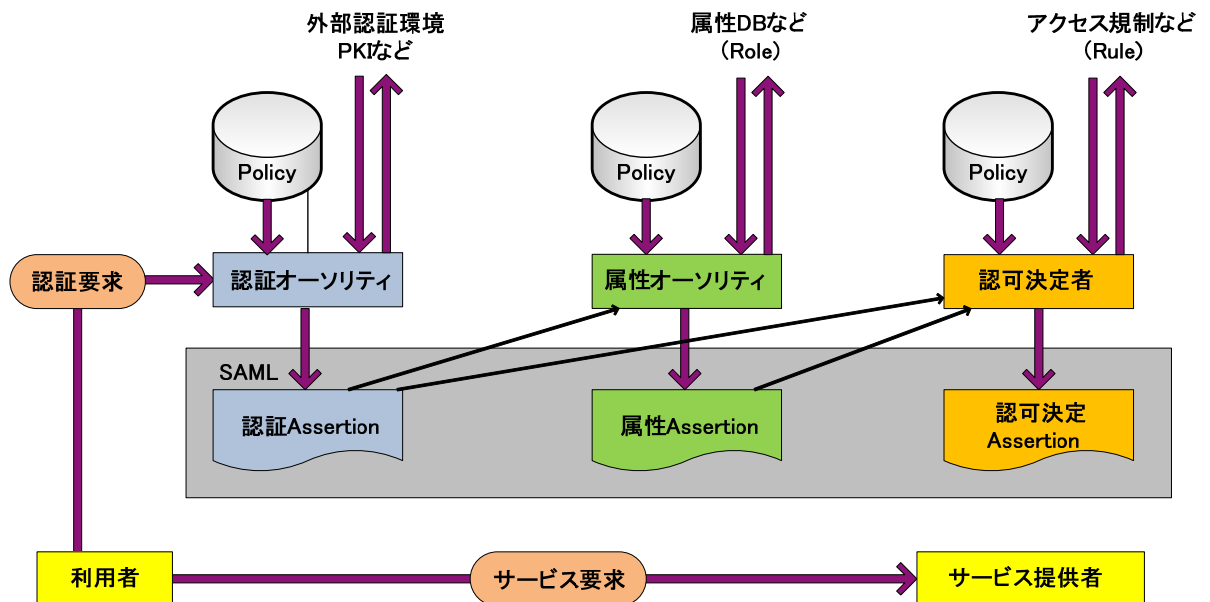 外部認証環境
PKIなど
属性DBなど
（Role）
アクセス規制など
（Rule）
Policy
Policy
Policy
認証要求
認証オーソリティ
属性オーソリティ
認可決定者
SAML
認証Assertion
属性Assertion
認可決定
Assertion
利用者
サービス要求
サービス提供者